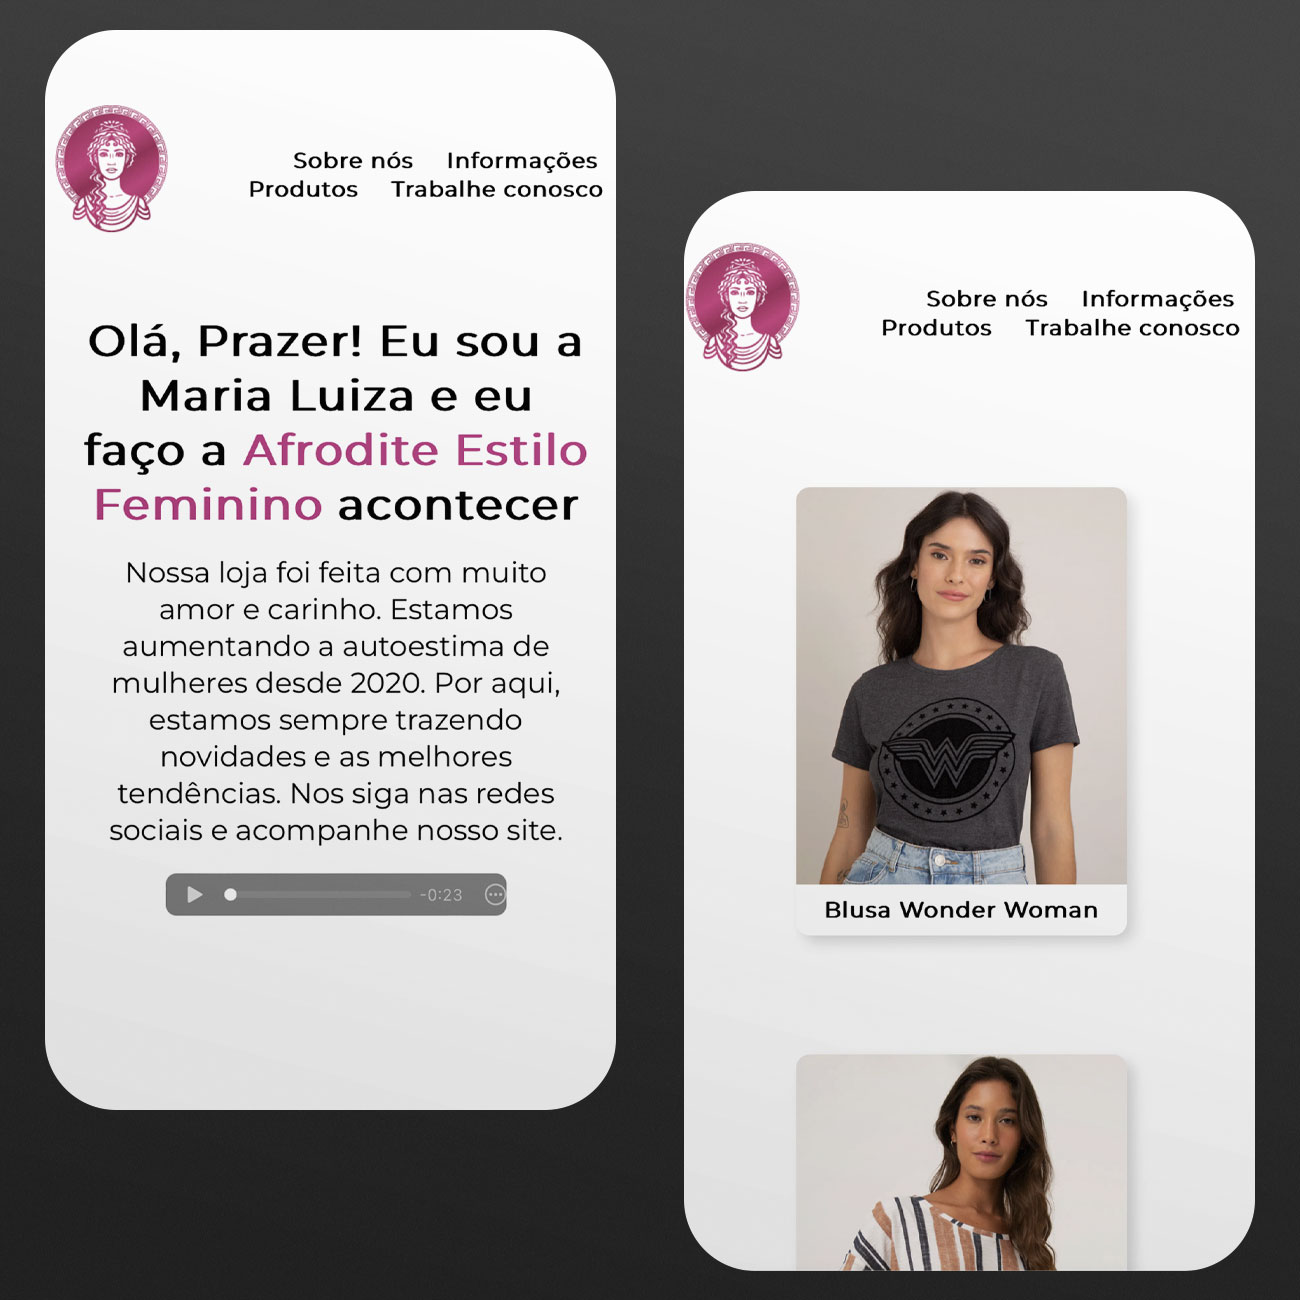 Sobre nós Informações
Produtos Trabalhe conosco
Olá, Prazer! Eu sou a
Maria Luiza e eu
faço a Afrodite Estilo
Feminino acontecer
Nossa loja foi feita com muito
amor e carinho. Estamos
aumentando a autoestima de
mulheres desde 2020. Por aqui,
estamos sempre trazendo
novidades e as melhores
tendências. Nos siga nas redes
sociais e acompanhe nosso site.
-0:23
Sobre nós Informações
Produtos Trabalhe conosco
W
Blusa Wonder Woman